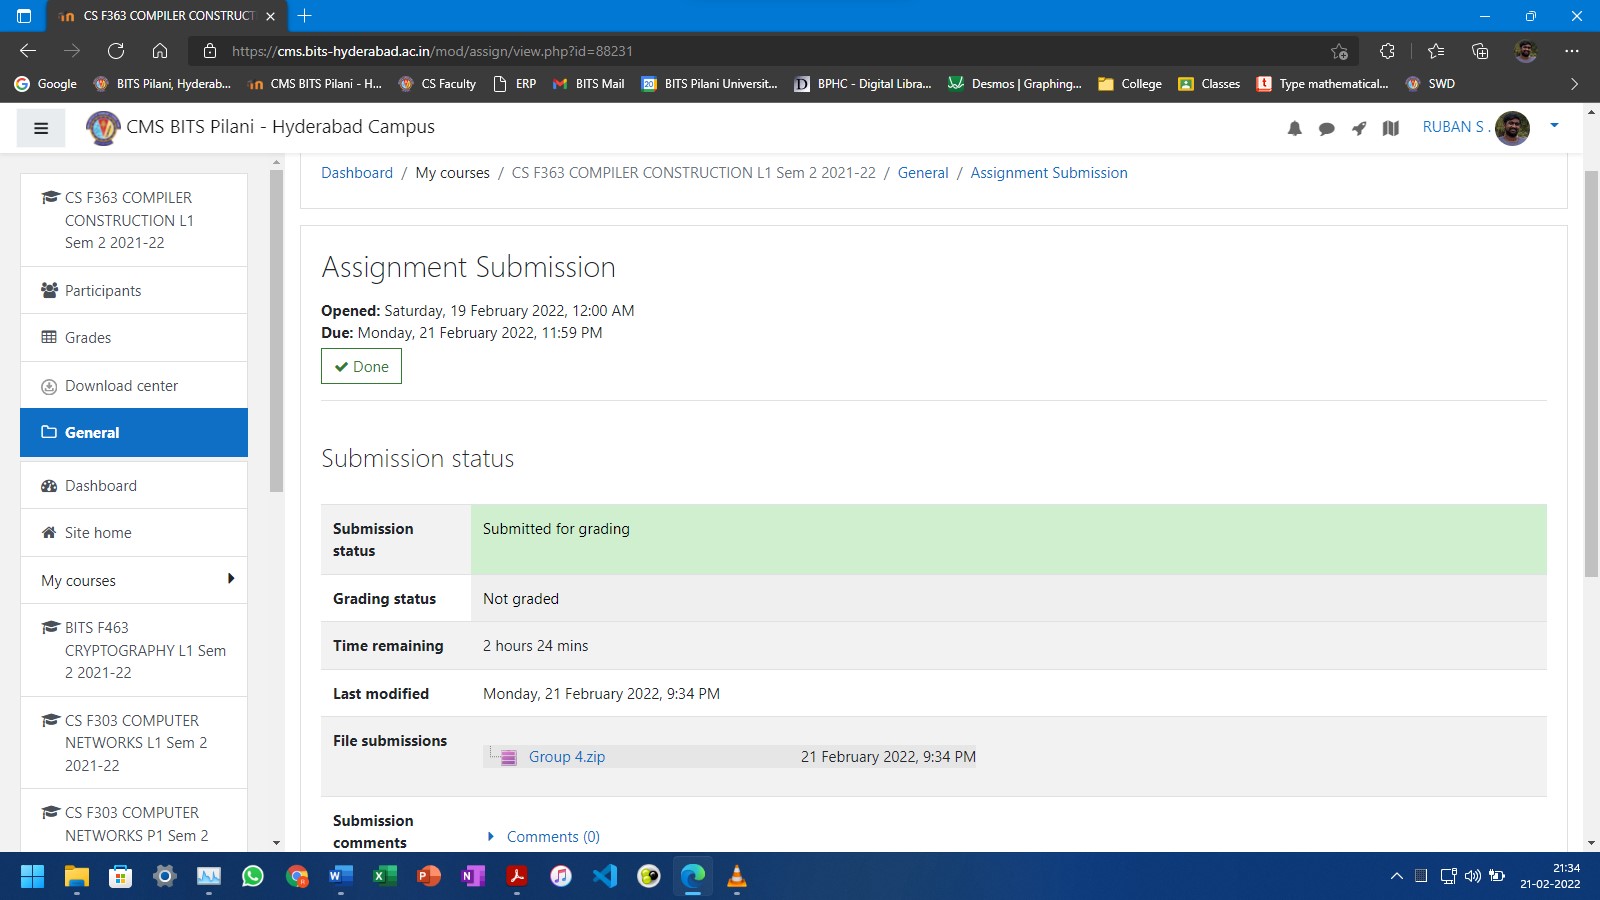 CS F363 COMPILER CONSTRUCT
https://cms.bits-hyderabad.ac.in/mod/assign/view.php?id=88231
Google BITS Pilani, Hyderab... CMS BITS Pilani - H... CS Faculty ERP BITS Mail BITS Pilani Universit... BPHC - Digital Libra... Desmos | Graphing... College Classes Type mathematical... SWD
CMS BITS Pilani - Hyderabad Campus
RUBAN S .
CS F363 COMPILER
CONSTRUCTION L1
Sem 2 2021-22
Participants
Grades
Download center
General
Dashboard
Site home
My courses
BITS F463
CRYPTOGRAPHY L1 Sem
2 2021-22
CS F303 COMPUTER
NETWORKS L1 Sem 2
2021-22
CS F303 COMPUTER
NETWORKS P1 Sem 2
Dashboard / My courses / CS F363 COMPILER CONSTRUCTION L1 Sem 2 2021-22 / General / Assignment Submission
Assignment Submission
Opened: Saturday, 19 February 2022, 12:00 AM
Due: Monday, 21 February 2022, 11:59 PM
Done
Submission status
Submission
status
Submitted for grading
Grading status Not graded
Time remaining 2 hours 24 mins
Last modified Monday, 21 February 2022, 9:34 PM
File submissions
Group 4.zip 21 February 2022, 9:34 PM
Submission
comments
Comments (0)
21:34
21-02-2022